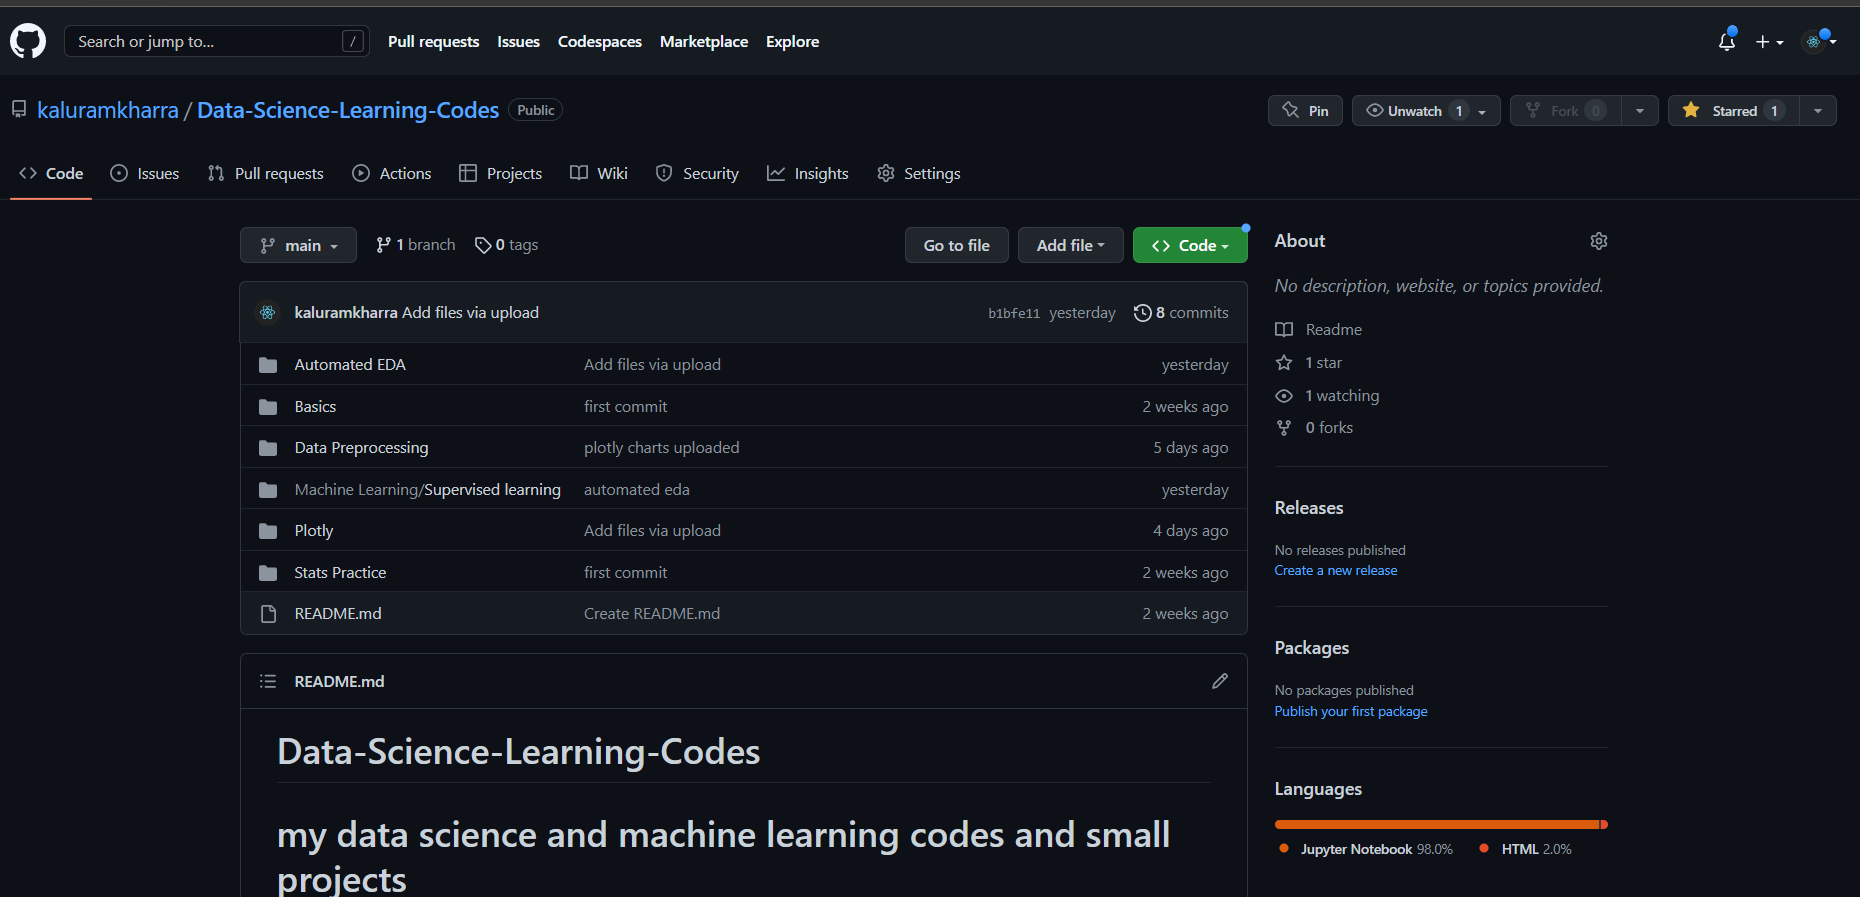 Search or jump to... / Pull requests Issues Codespaces Marketplace Explore
kaluramkharra / Data-Science-Learning-Codes Public Pin Unwatch 1 Fork 0 Starred 1
Code Issues Pull requests Actions Projects Wiki Security Insights Settings
main 1 branch 0 tags Go to file Add file Code
kaluramkharra Add files via upload b1bfe11 yesterday 8 commits
Automated EDA Add files via upload yesterday
Basics first commit 2 weeks ago
Data Preprocessing plotly charts uploaded 5 days ago
Machine Learning/Supervised learning automated eda yesterday
Plotly Add files via upload 4 days ago
Stats Practice first commit 2 weeks ago
README.md Create README.md 2 weeks ago
README.md
Data-Science-Learning-Codes
my data science and machine learning codes and small
projects
About
No description, website, or topics provided.
Readme
1 star
1 watching
0 forks
Releases
No releases published
Create a new release
Packages
No packages published
Publish your first package
Languages
Jupyter Notebook 98.0% HTML 2.0%